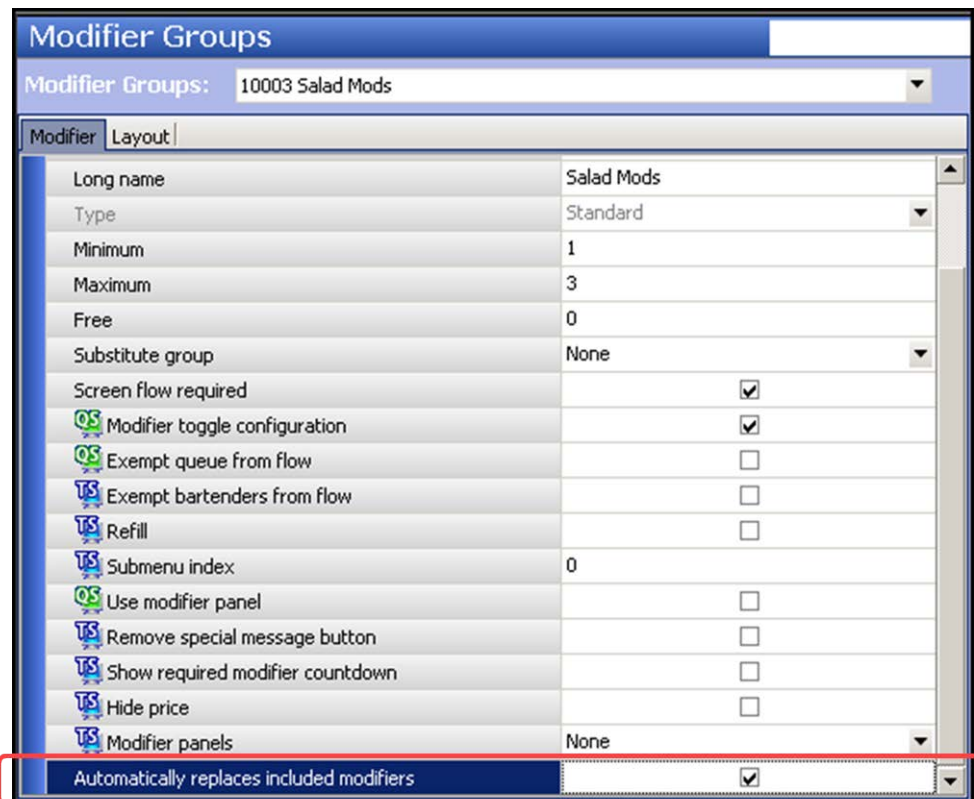 Modifier Groups
Modifier Groups: 10003 Salad Mods
Modifier Layout
Long name Salad Mods
Type Standard
Minimum 1
Maximum 3
Free 0
Substitute group None
Screen flow required
QS Modifier toggle configuration
QS Exempt queue from flow
TS Exempt bartenders from flow
TS Refill
TS Submenu index 0
QS Use modifier panel
TS Remove special message button
TS Show required modifier countdown
TS Hide price
TS Modifier panels None
Automatically replaces included modifiers